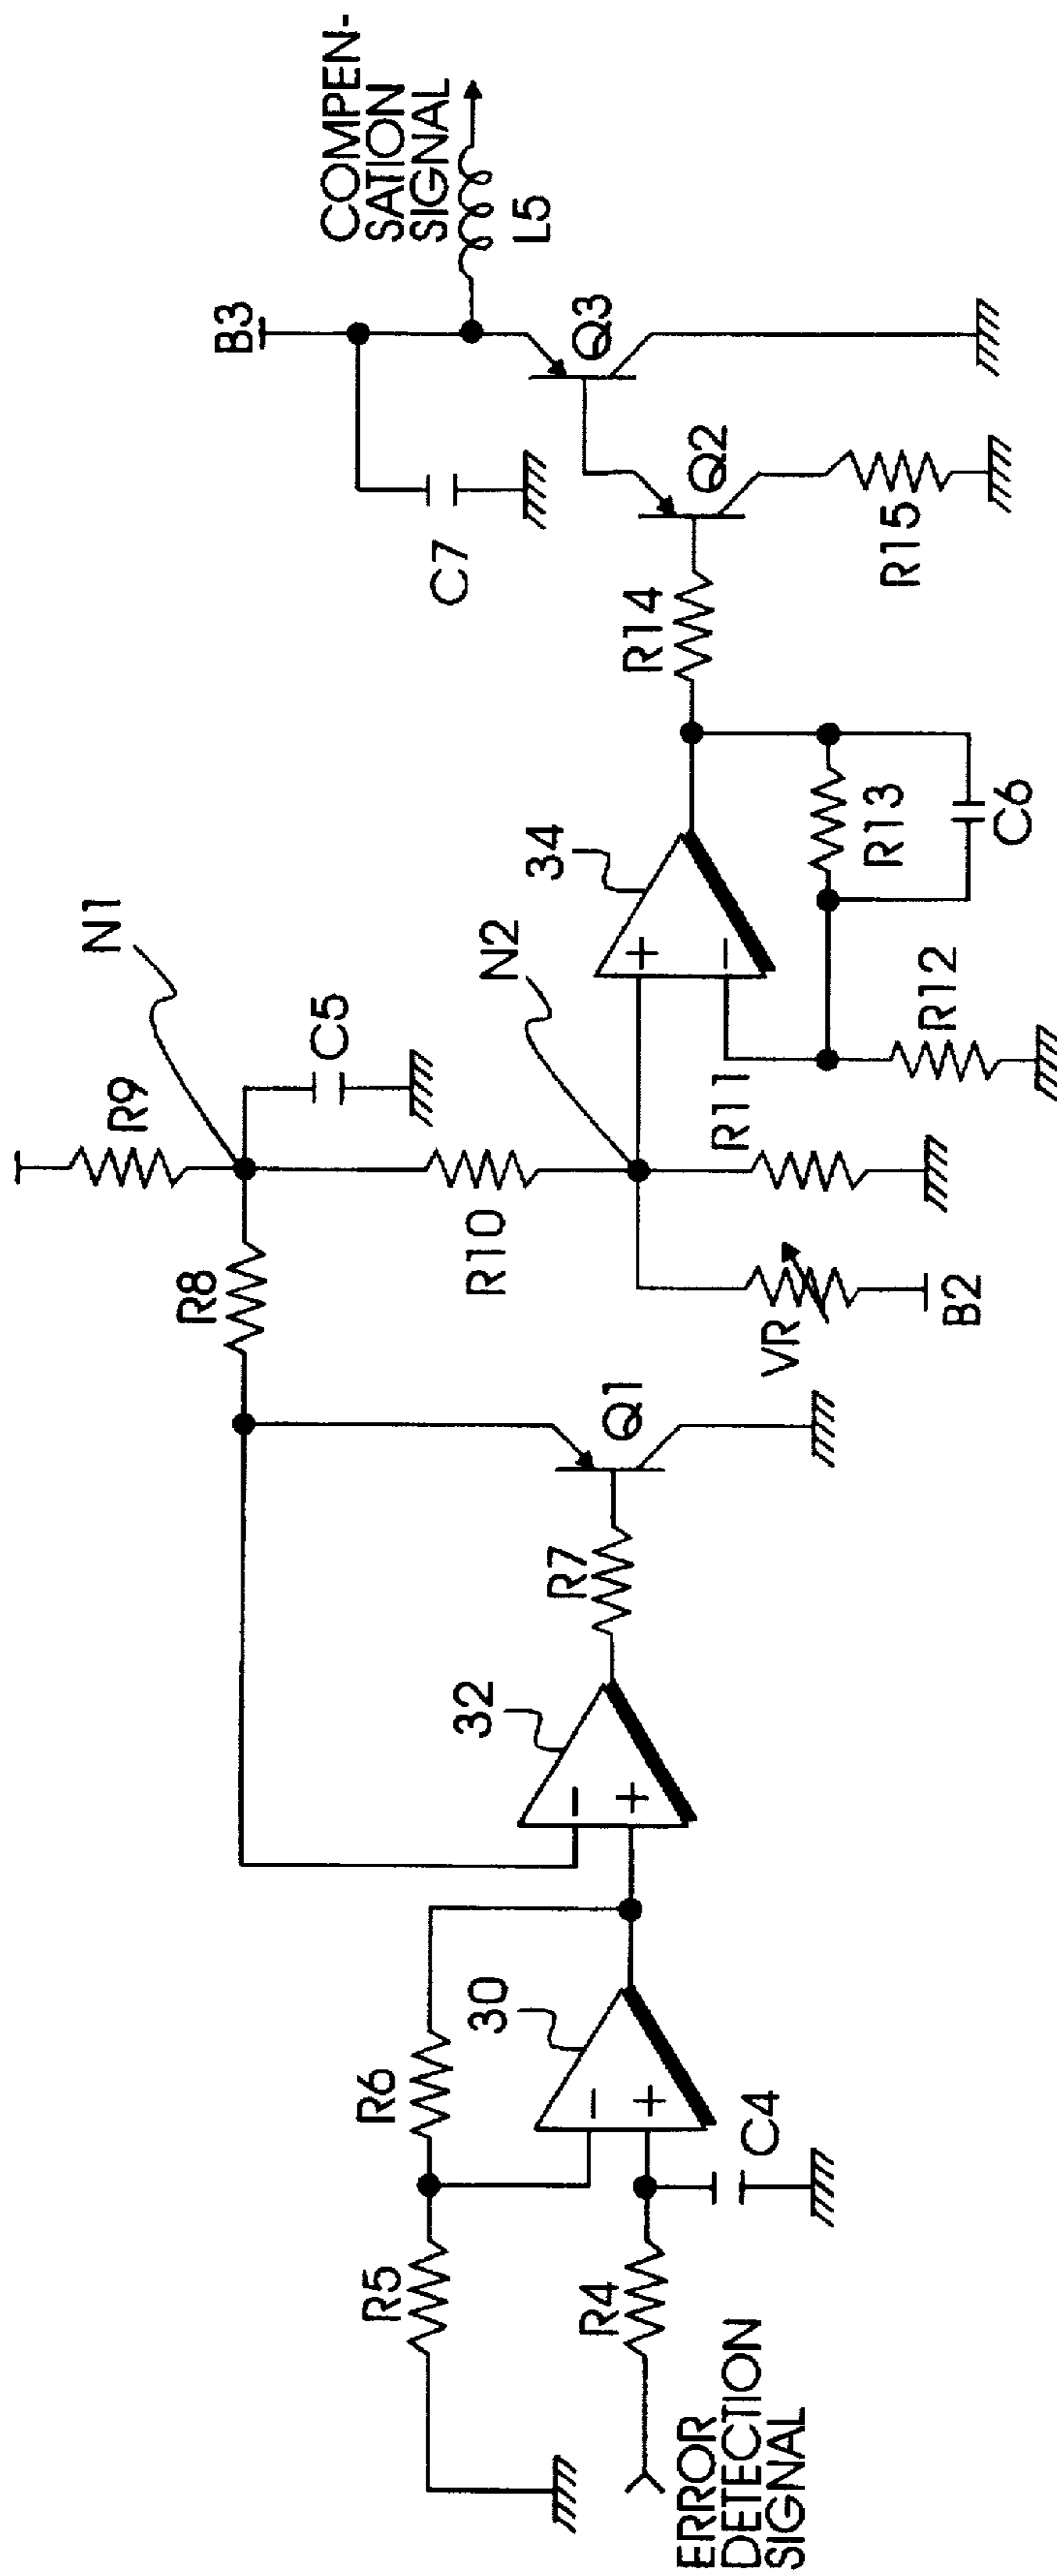 ERROR
DETECTION
SIGNAL
R4
R5
R6
C4
30
−
+
32
−
+
R7
Q1
R8
R9
N1
C5
R10
N2
VR
B2
R11
34
+
−
R12
R13
C6
R14
Q2
R15
Q3
C7
B3
L5
COMPEN-
SATION
SIGNAL